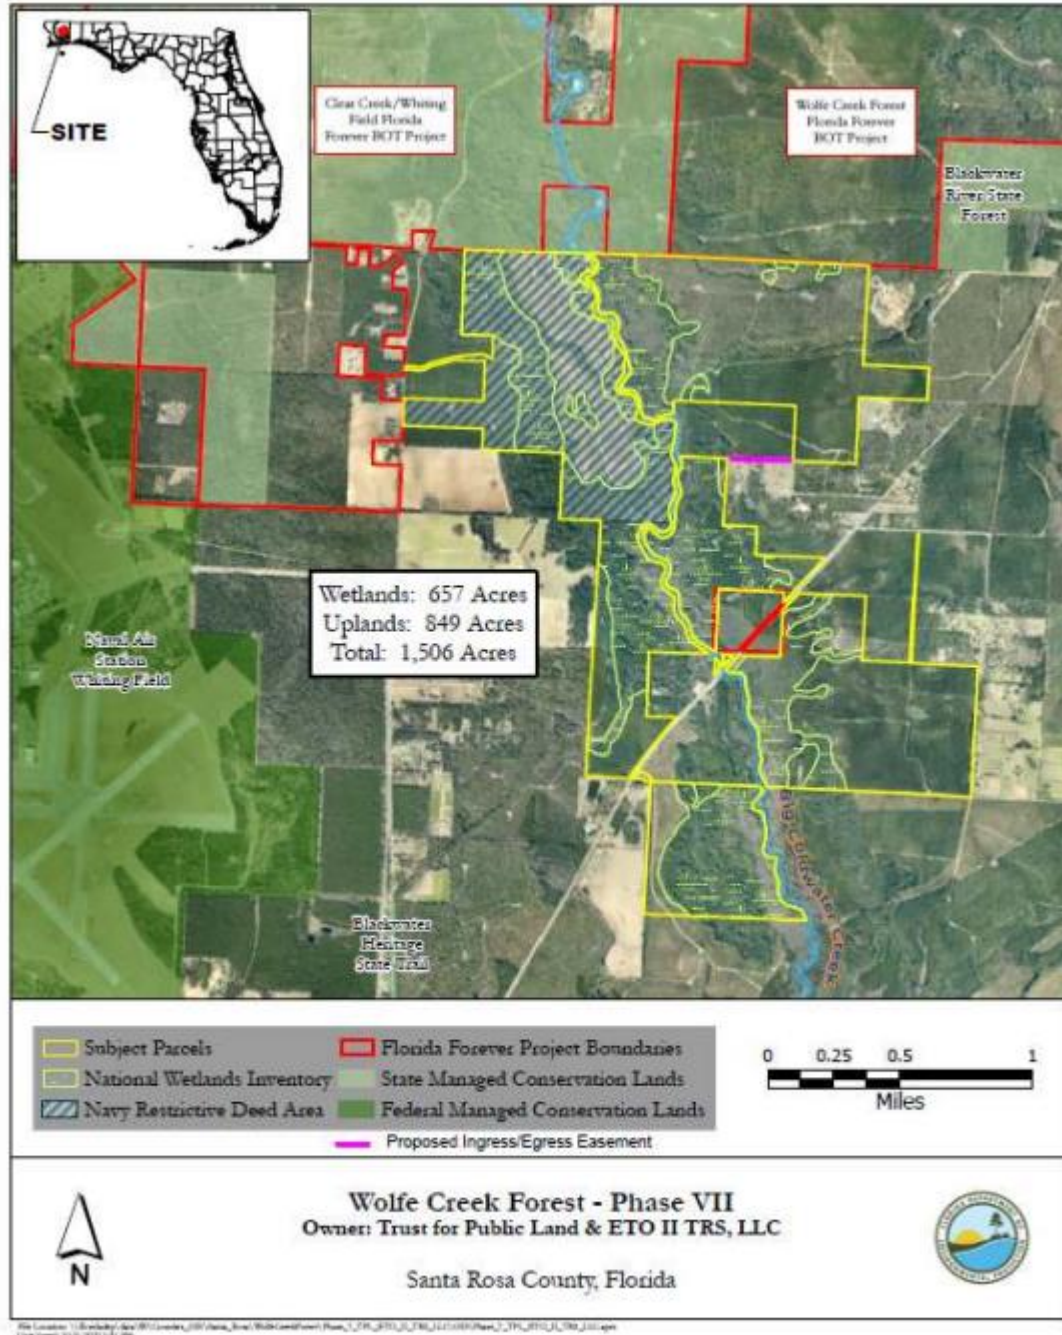 SITE
Clear Creek/Whiting
Field Florida
Forever BOT Project
Wolfe Creek Forest
Florida Forever
BOT Project
Blackwater
River State
Forest
Wetlands: 657 Acres
Uplands: 849 Acres
Total: 1,506 Acres
Naval Air
Station
Whiting Field
Big Coldwater Creek
Blackwater
Heritage
State Trail
Subject Parcels
Florida Forever Project Boundaries
National Wetlands Inventory
State Managed Conservation Lands
Navy Restrictive Deed Area
Federal Managed Conservation Lands
Proposed Ingress/Egress Easement
0 0.25 0.5 1
Miles
N
Wolfe Creek Forest - Phase VII
Owner: Trust for Public Land & ETO II TRS, LLC
Santa Rosa County, Florida